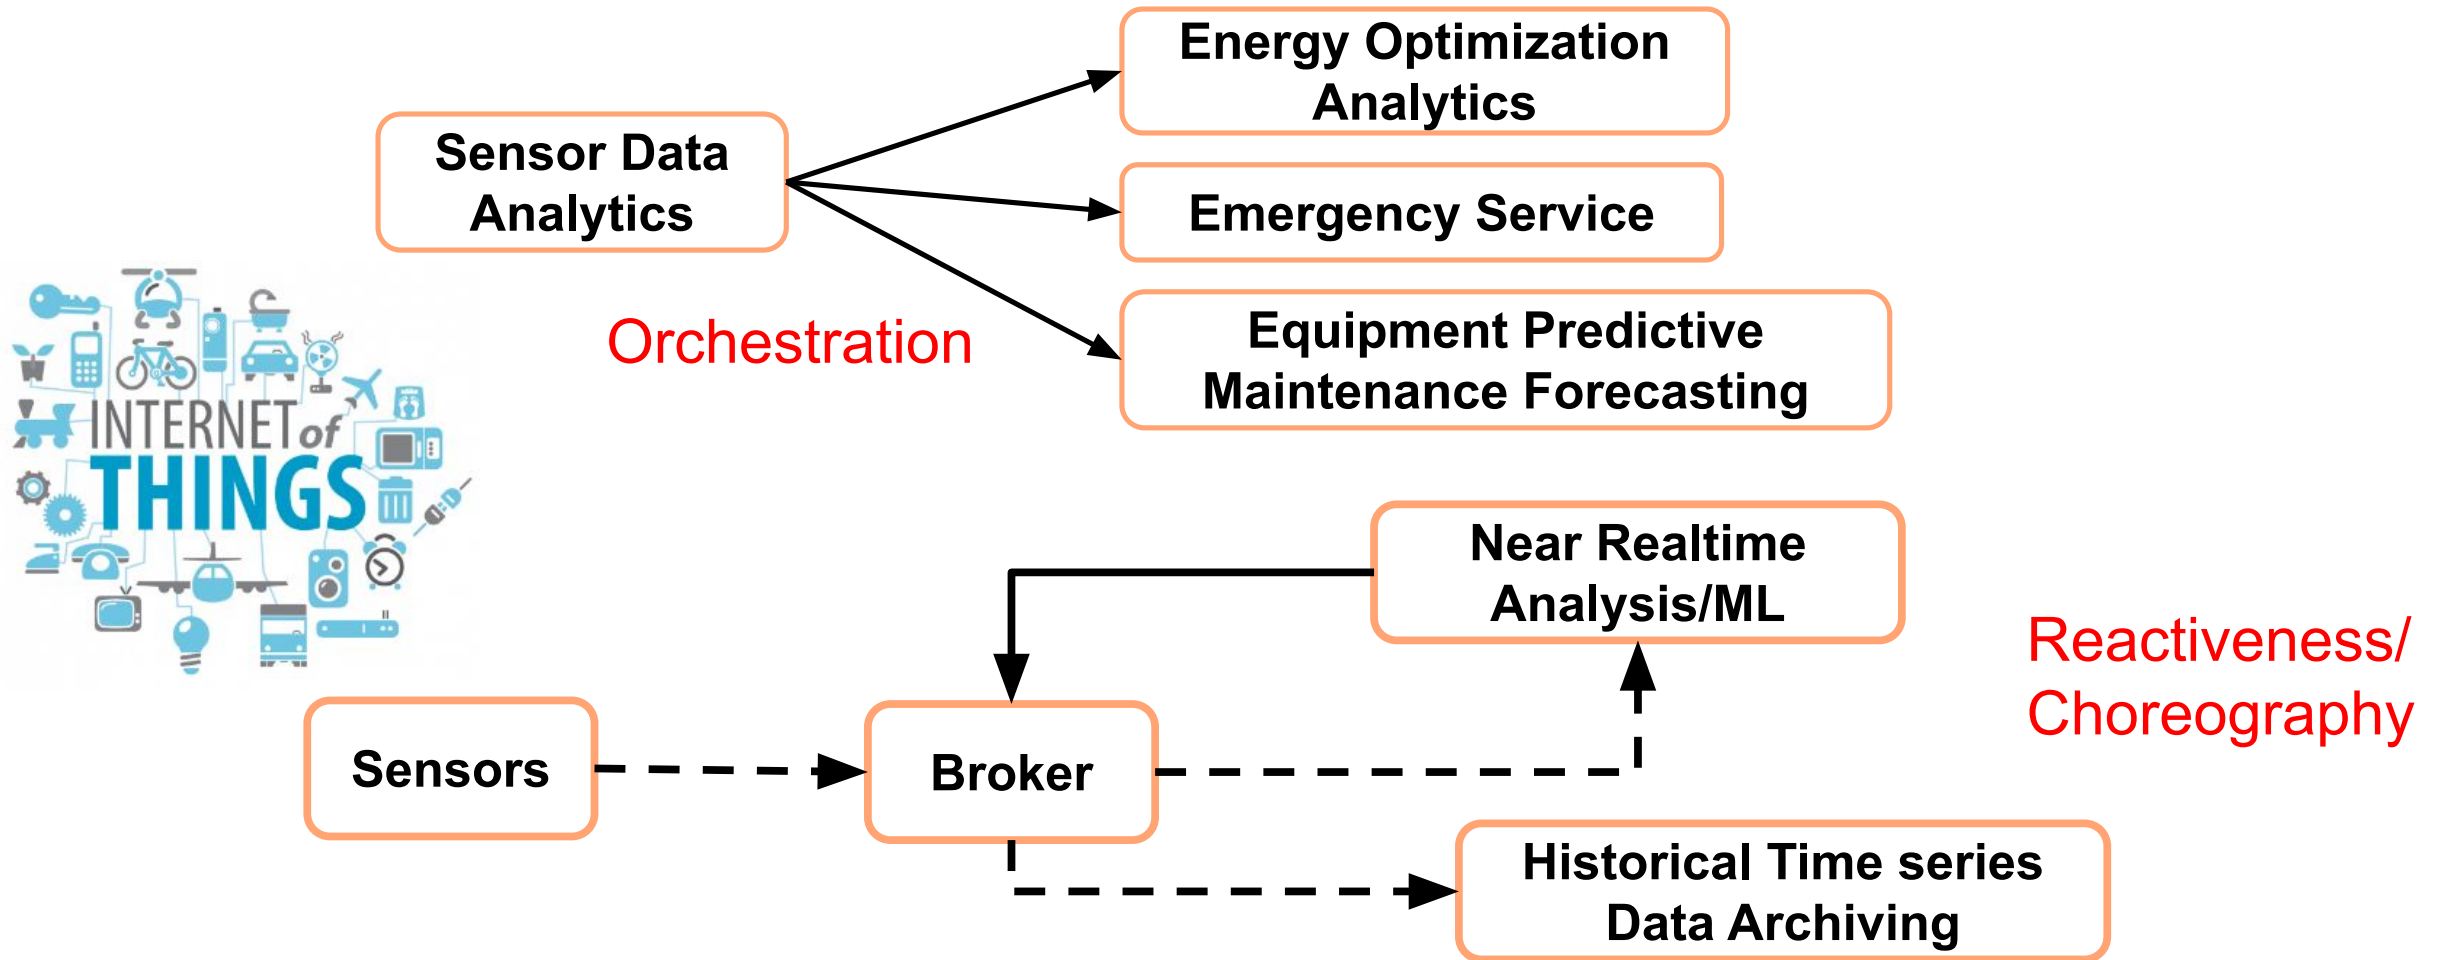 Energy Optimization
Analytics
Sensor Data
Analytics
Emergency Service
Orchestration
Equipment Predictive
Maintenance Forecasting
INTERNET of
THINGS
Near Realtime
Analysis/ML
Reactiveness/
Choreography
Sensors
Broker
Historical Time series
Data Archiving